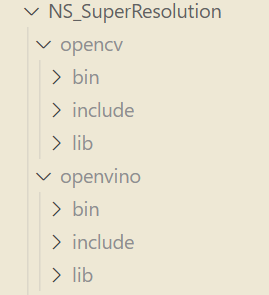 NS_SuperResolution
opencv
bin
include
lib
openvino
bin
include
lib